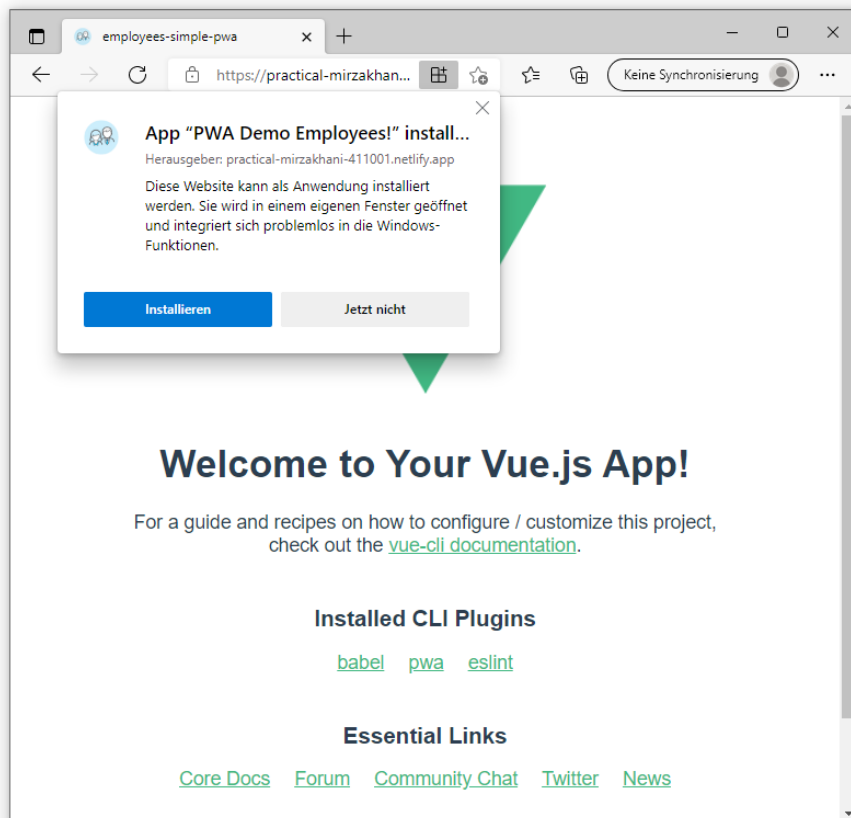 employees-simple-pwa
https://practical-mirzakhan...
Keine Synchronisierung
App “PWA Demo Employees!” install...
Herausgeber: practical-mirzakhani-411001.netlify.app
Diese Website kann als Anwendung installiert
werden. Sie wird in einem eigenen Fenster geöffnet
und integriert sich problemlos in die Windows-
Funktionen.
Installieren Jetzt nicht
Welcome to Your Vue.js App!
For a guide and recipes on how to configure / customize this project,
check out the vue-cli documentation.
Installed CLI Plugins
babel pwa eslint
Essential Links
Core Docs Forum Community Chat Twitter News